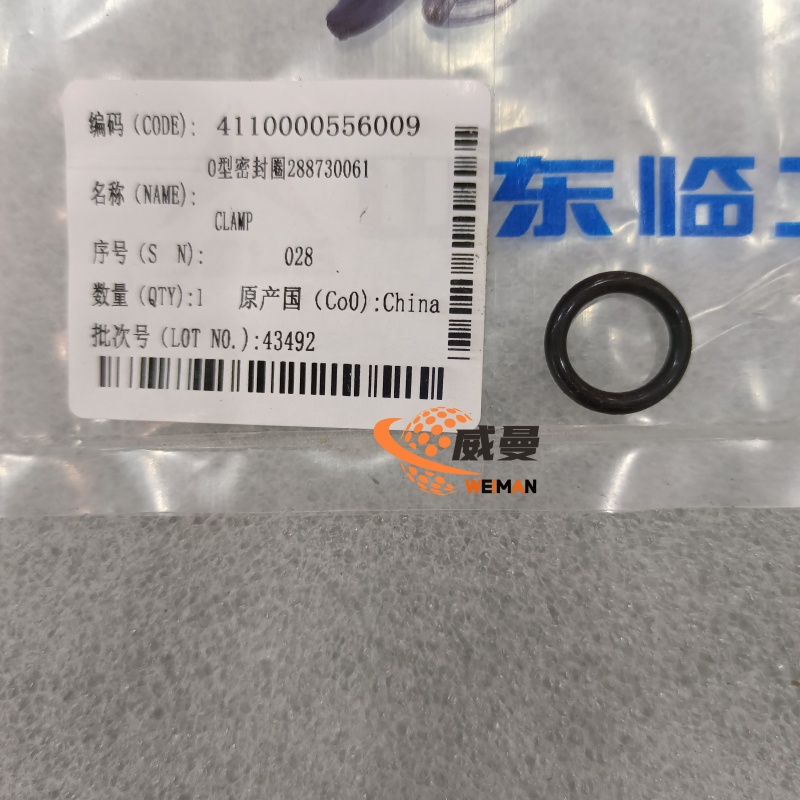 编码(CODE): 4110000556009
O型密封圈288730061
名称(NAME):
CLAMP
序号(S N): 028
数量(QTY):1 原产国(CoO):China
批次号(LOT NO.):43492
山东临工
威曼
WEIMAN